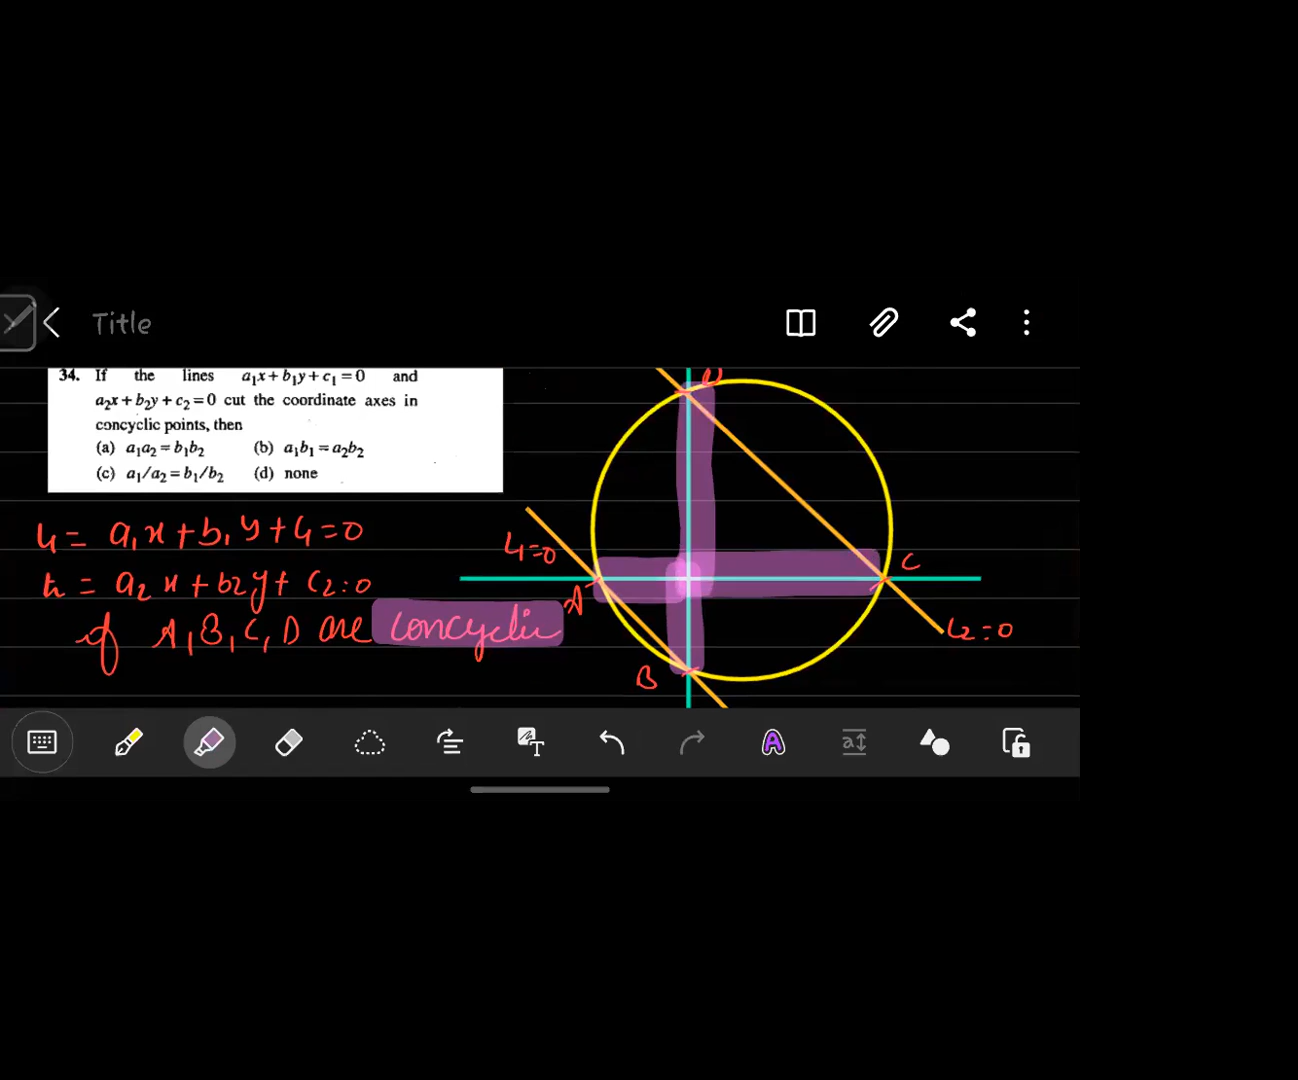 Title
34. If the lines a₁x + b₁y + c₁ = 0 and
a₂x + b₂y + c₂ = 0 cut the coordinate axes in
concyclic points, then
(a) a₁a₂ = b₁b₂ (b) a₁b₁ = a₂b₂
(c) a₁/a₂ = b₁/b₂ (d) none
L₁ = a₁x + b₁y + c₁ = 0
L₂ = a₂x + b₂y + c₂ = 0
if A, B, C, D are concyclic
D
L₁=0
C
A
L₂=0
B